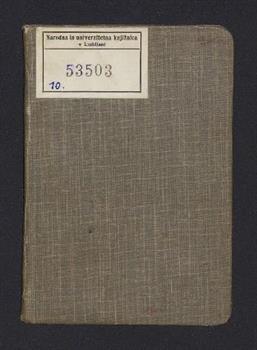 Narodna in univerzitetna knjižnica
v Ljubljani
53503
10.